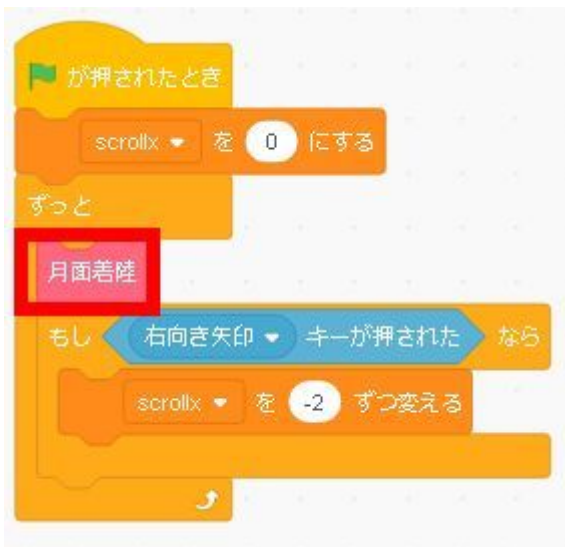 が押されたとき
scrollx を 0 にする
ずっと
月面着陸
もし 右向き矢印 キーが押された なら
scrollx を -2 ずつ変える